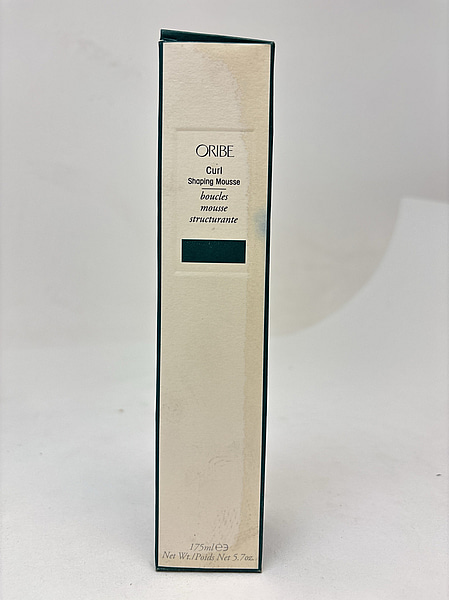 ORIBE
Curl
Shaping Mousse
boucles
mousse
structurante
175ml ℮
Net Wt./Poids Net 5.7oz.